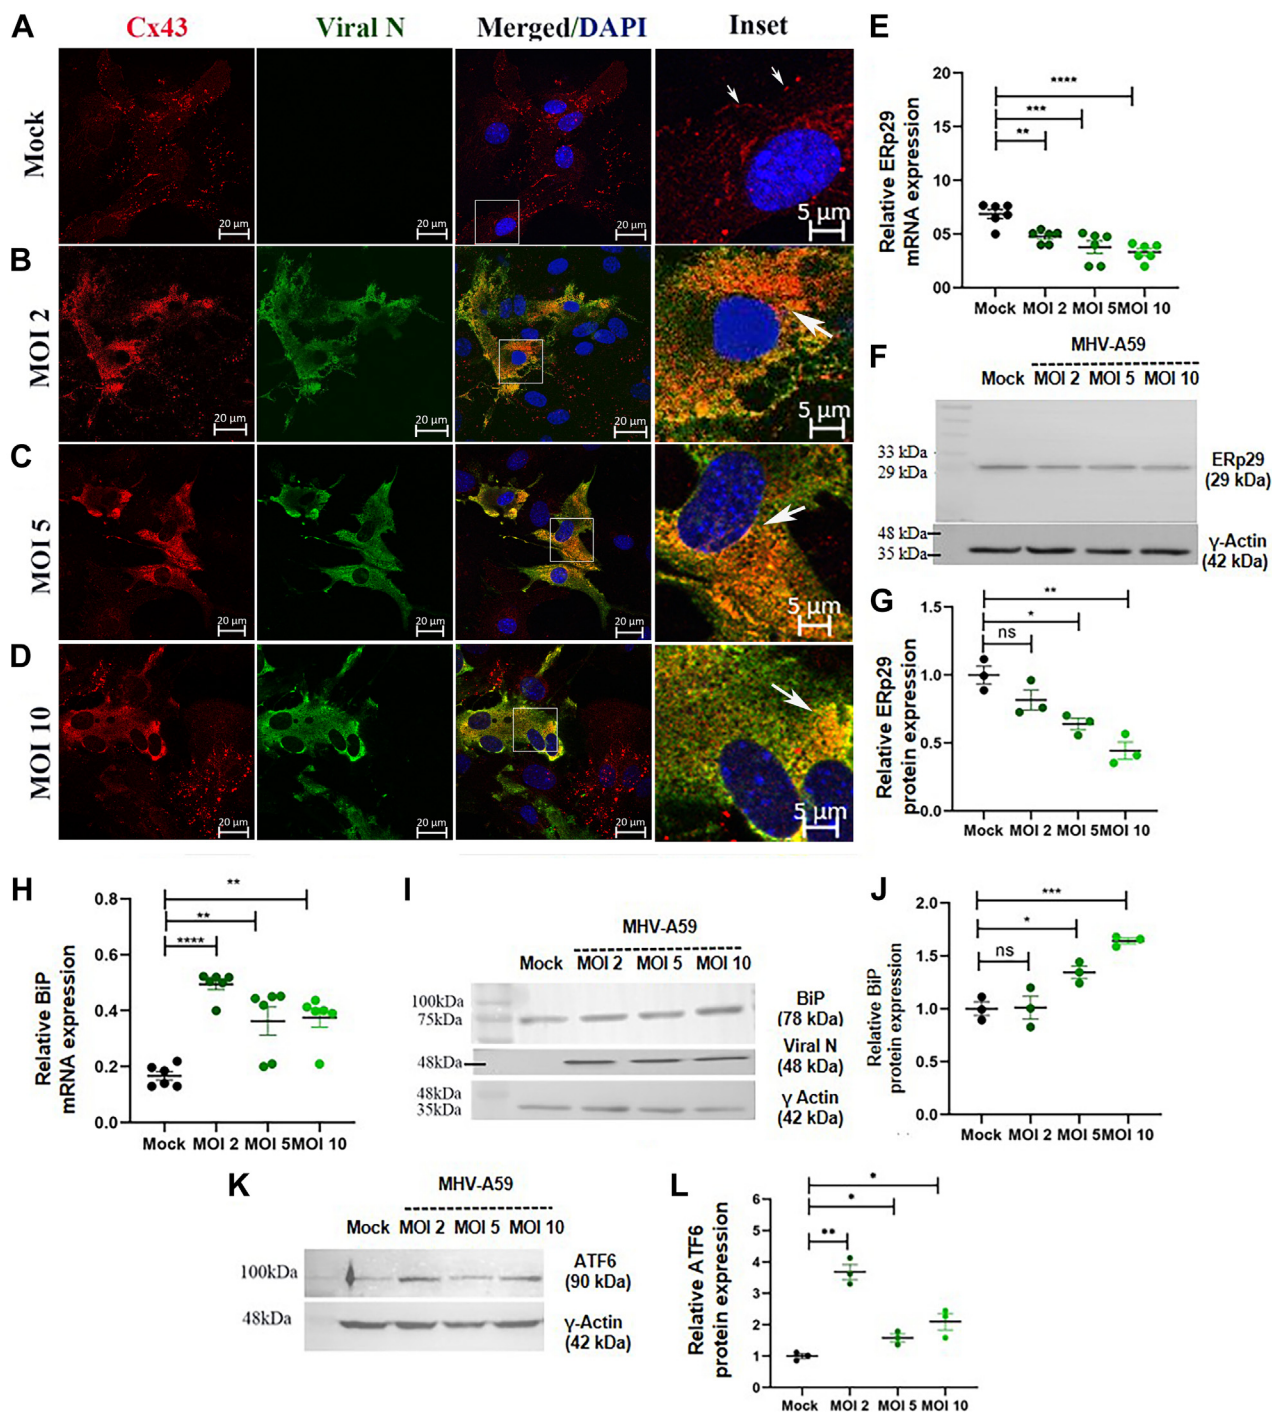 A Cx43 Viral N Merged/DAPI Inset
Mock
20 µm 20 µm 20 µm 5 µm
B
MOI 2
20 µm 20 µm 20 µm 5 µm
C
MOI 5
20 µm 20 µm 20 µm 5 µm
D
MOI 10
20 µm 20 µm 20 µm 5 µm
E
Relative ERp29
mRNA expression
20
15
10
05
00
****
***
**
Mock MOI 2 MOI 5 MOI 10
F
MHV-A59
Mock MOI 2 MOI 5 MOI 10
33 kDa
29 kDa
ERp29
(29 kDa)
48 kDa
35 kDa
γ-Actin
(42 kDa)
G
Relative ERp29
protein expression
1.5
1.0
0.5
0.0
**
*
ns
Mock MOI 2 MOI 5 MOI 10
H
Relative BiP
mRNA expression
0.8
0.6
0.4
0.2
0.0
**
**
****
Mock MOI 2 MOI 5 MOI 10
I
MHV-A59
Mock MOI 2 MOI 5 MOI 10
100kDa
75kDa
BiP
(78 kDa)
48kDa
Viral N
(48 kDa)
48kDa
35kDa
γ Actin
(42 kDa)
J
Relative BiP
protein expression
2.0
1.5
1.0
0.5
0.0
***
*
ns
Mock MOI 2 MOI 5 MOI 10
K
MHV-A59
Mock MOI 2 MOI 5 MOI 10
100kDa
ATF6
(90 kDa)
48kDa
γ-Actin
(42 kDa)
L
Relative ATF6
protein expression
6
5
4
3
2
1
0
*
*
**
Mock MOI 2 MOI 5 MOI 10